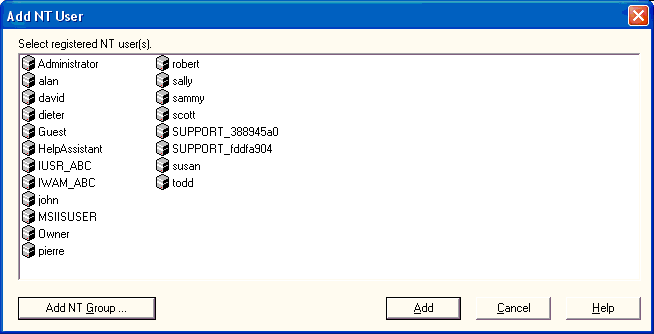 Add NT User
Select registered NT user(s).
Administrator
alan
david
dieter
Guest
HelpAssistant
IUSR_ABC
IWAM_ABC
john
MSIISUSER
Owner
pierre
robert
sally
sammy
scott
SUPPORT_388945a0
SUPPORT_fddfa904
susan
todd
Add NT Group ...
Add
Cancel
Help